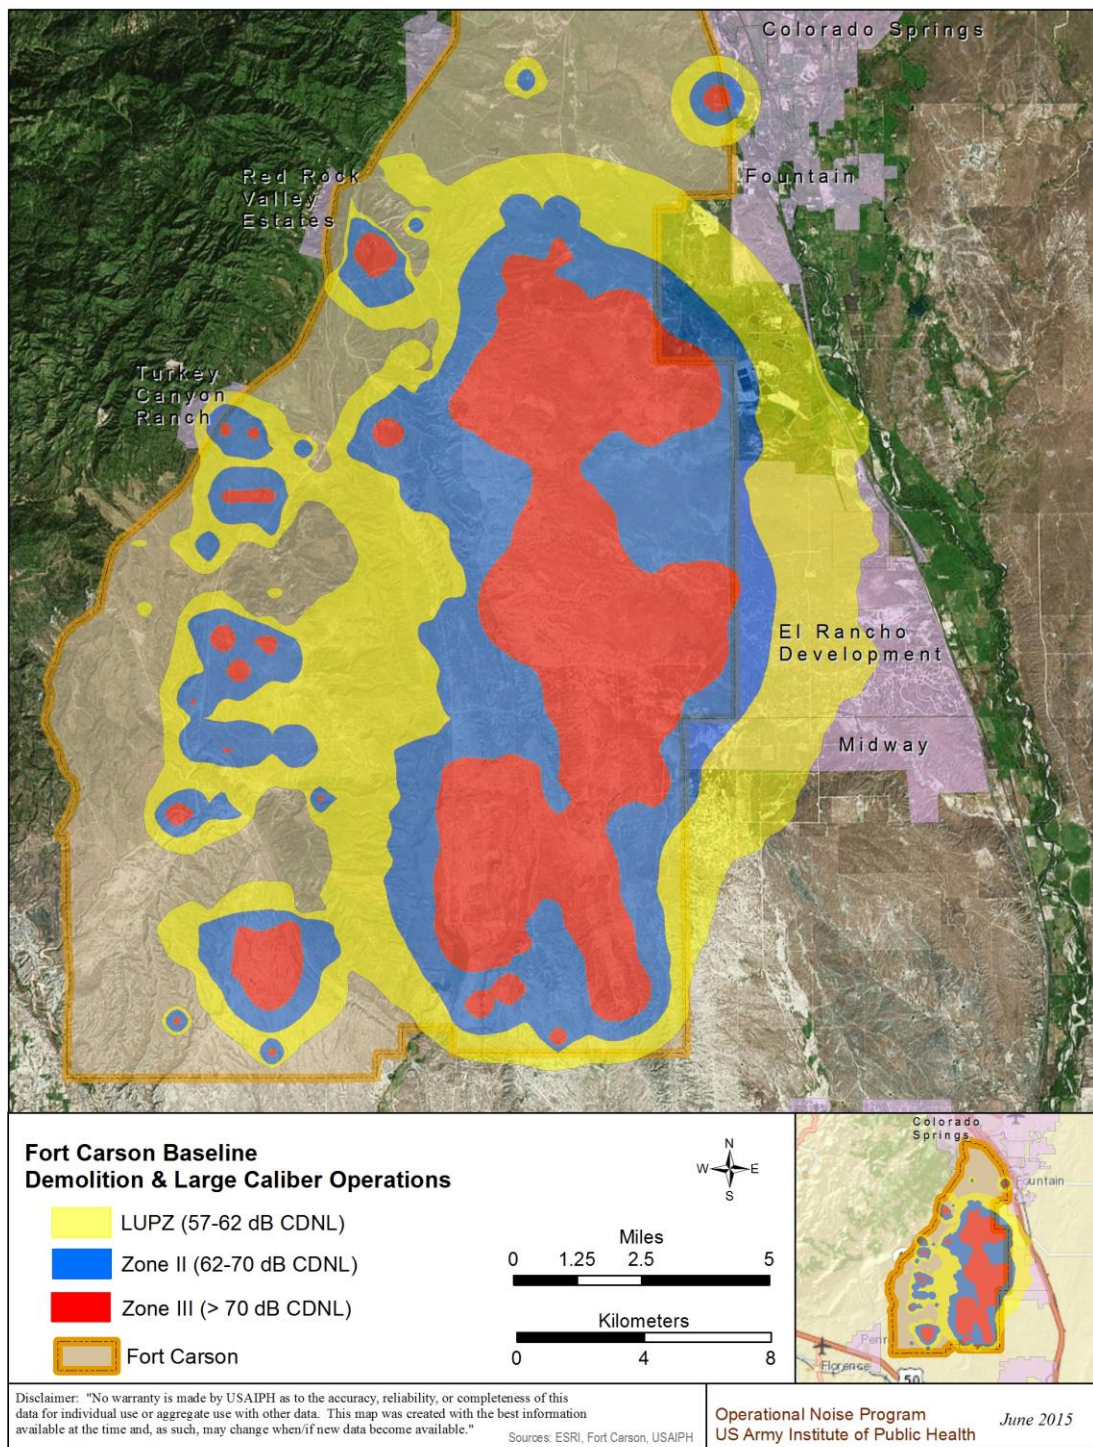 Colorado Springs
Red Rock
Valley
Estates
Fountain
Turkey
Canyon
Ranch
El Rancho
Development
Midway
Fort Carson Baseline
Demolition & Large Caliber Operations
LUPZ (57-62 dB CDNL)
Zone II (62-70 dB CDNL)
Zone III (> 70 dB CDNL)
Fort Carson
N
W E
S
Miles
0 1.25 2.5 5
Kilometers
0 4 8
Colorado
Springs
Fountain
Penr
Florence
50
Disclaimer: "No warranty is made by USAIPH as to the accuracy, reliability, or completeness of this
data for individual use or aggregate use with other data. This map was created with the best information
available at the time and, as such, may change when/if new data become available."
Sources: ESRI, Fort Carson, USAIPH
Operational Noise Program
US Army Institute of Public Health
June 2015